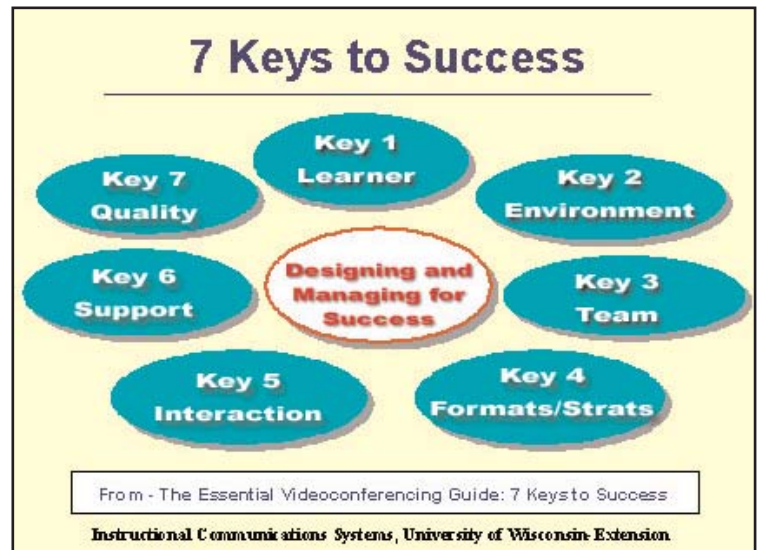 7 Keys to Success
Key 1
Learner
Key 2
Environment
Key 3
Team
Key 4
Formats/Strats
Key 5
Interaction
Key 6
Support
Key 7
Quality
Designing and
Managing for
Success
From - The Essential Videoconferencing Guide: 7 Keys to Success
Instructional Communications Systems, University of Wisconsin-Extension